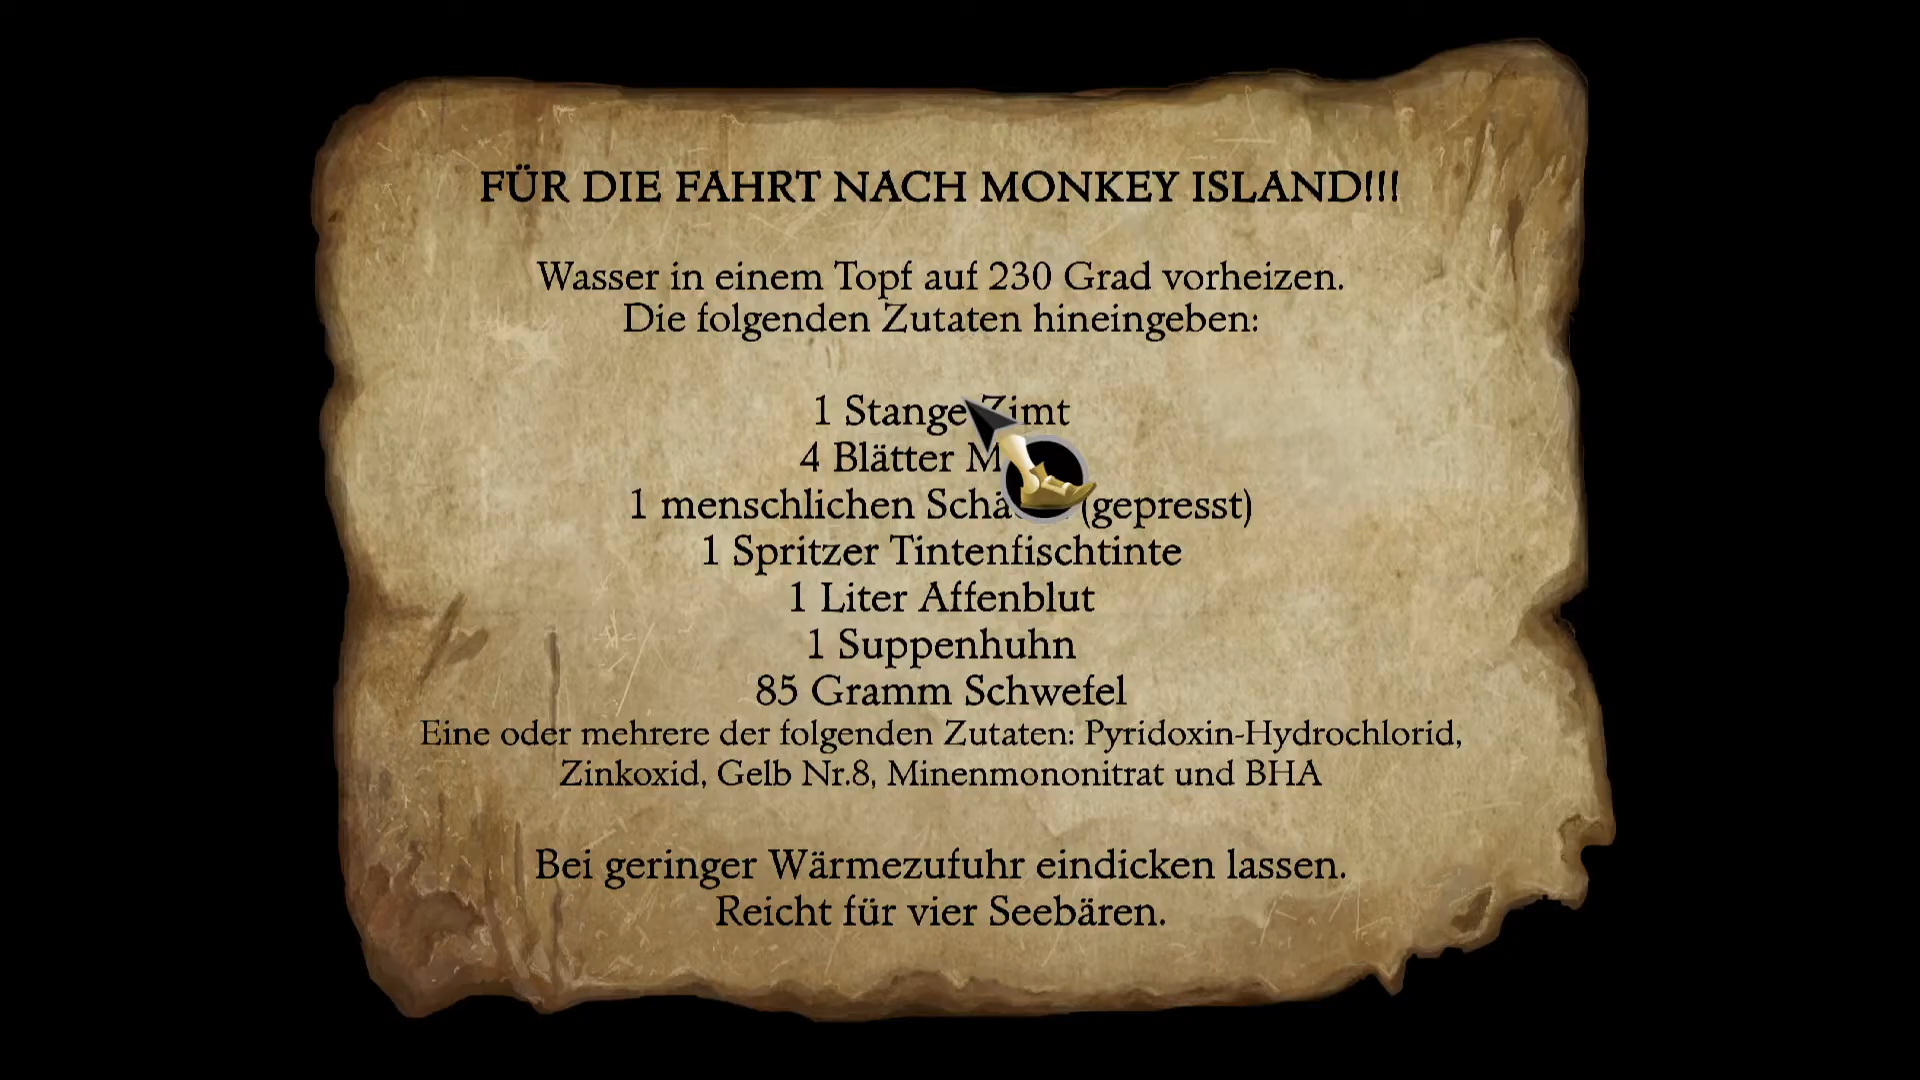 FÜR DIE FAHRT NACH MONKEY ISLAND!!!
Wasser in einem Topf auf 230 Grad vorheizen.
Die folgenden Zutaten hineingeben:
1 Stange Zimt
4 Blätter
1 menschlichen (gepresst)
1 Spritzer Tintenfischtinte
1 Liter Affenblut
1 Suppenhuhn
85 Gramm Schwefel
Eine oder mehrere der folgenden Zutaten: Pyridoxin-Hydrochlorid,
Zinkoxid, Gelb Nr.8, Minenmononitrat und BHA
Bei geringer Wärmezufuhr eindicken lassen.
Reicht für vier Seebären.